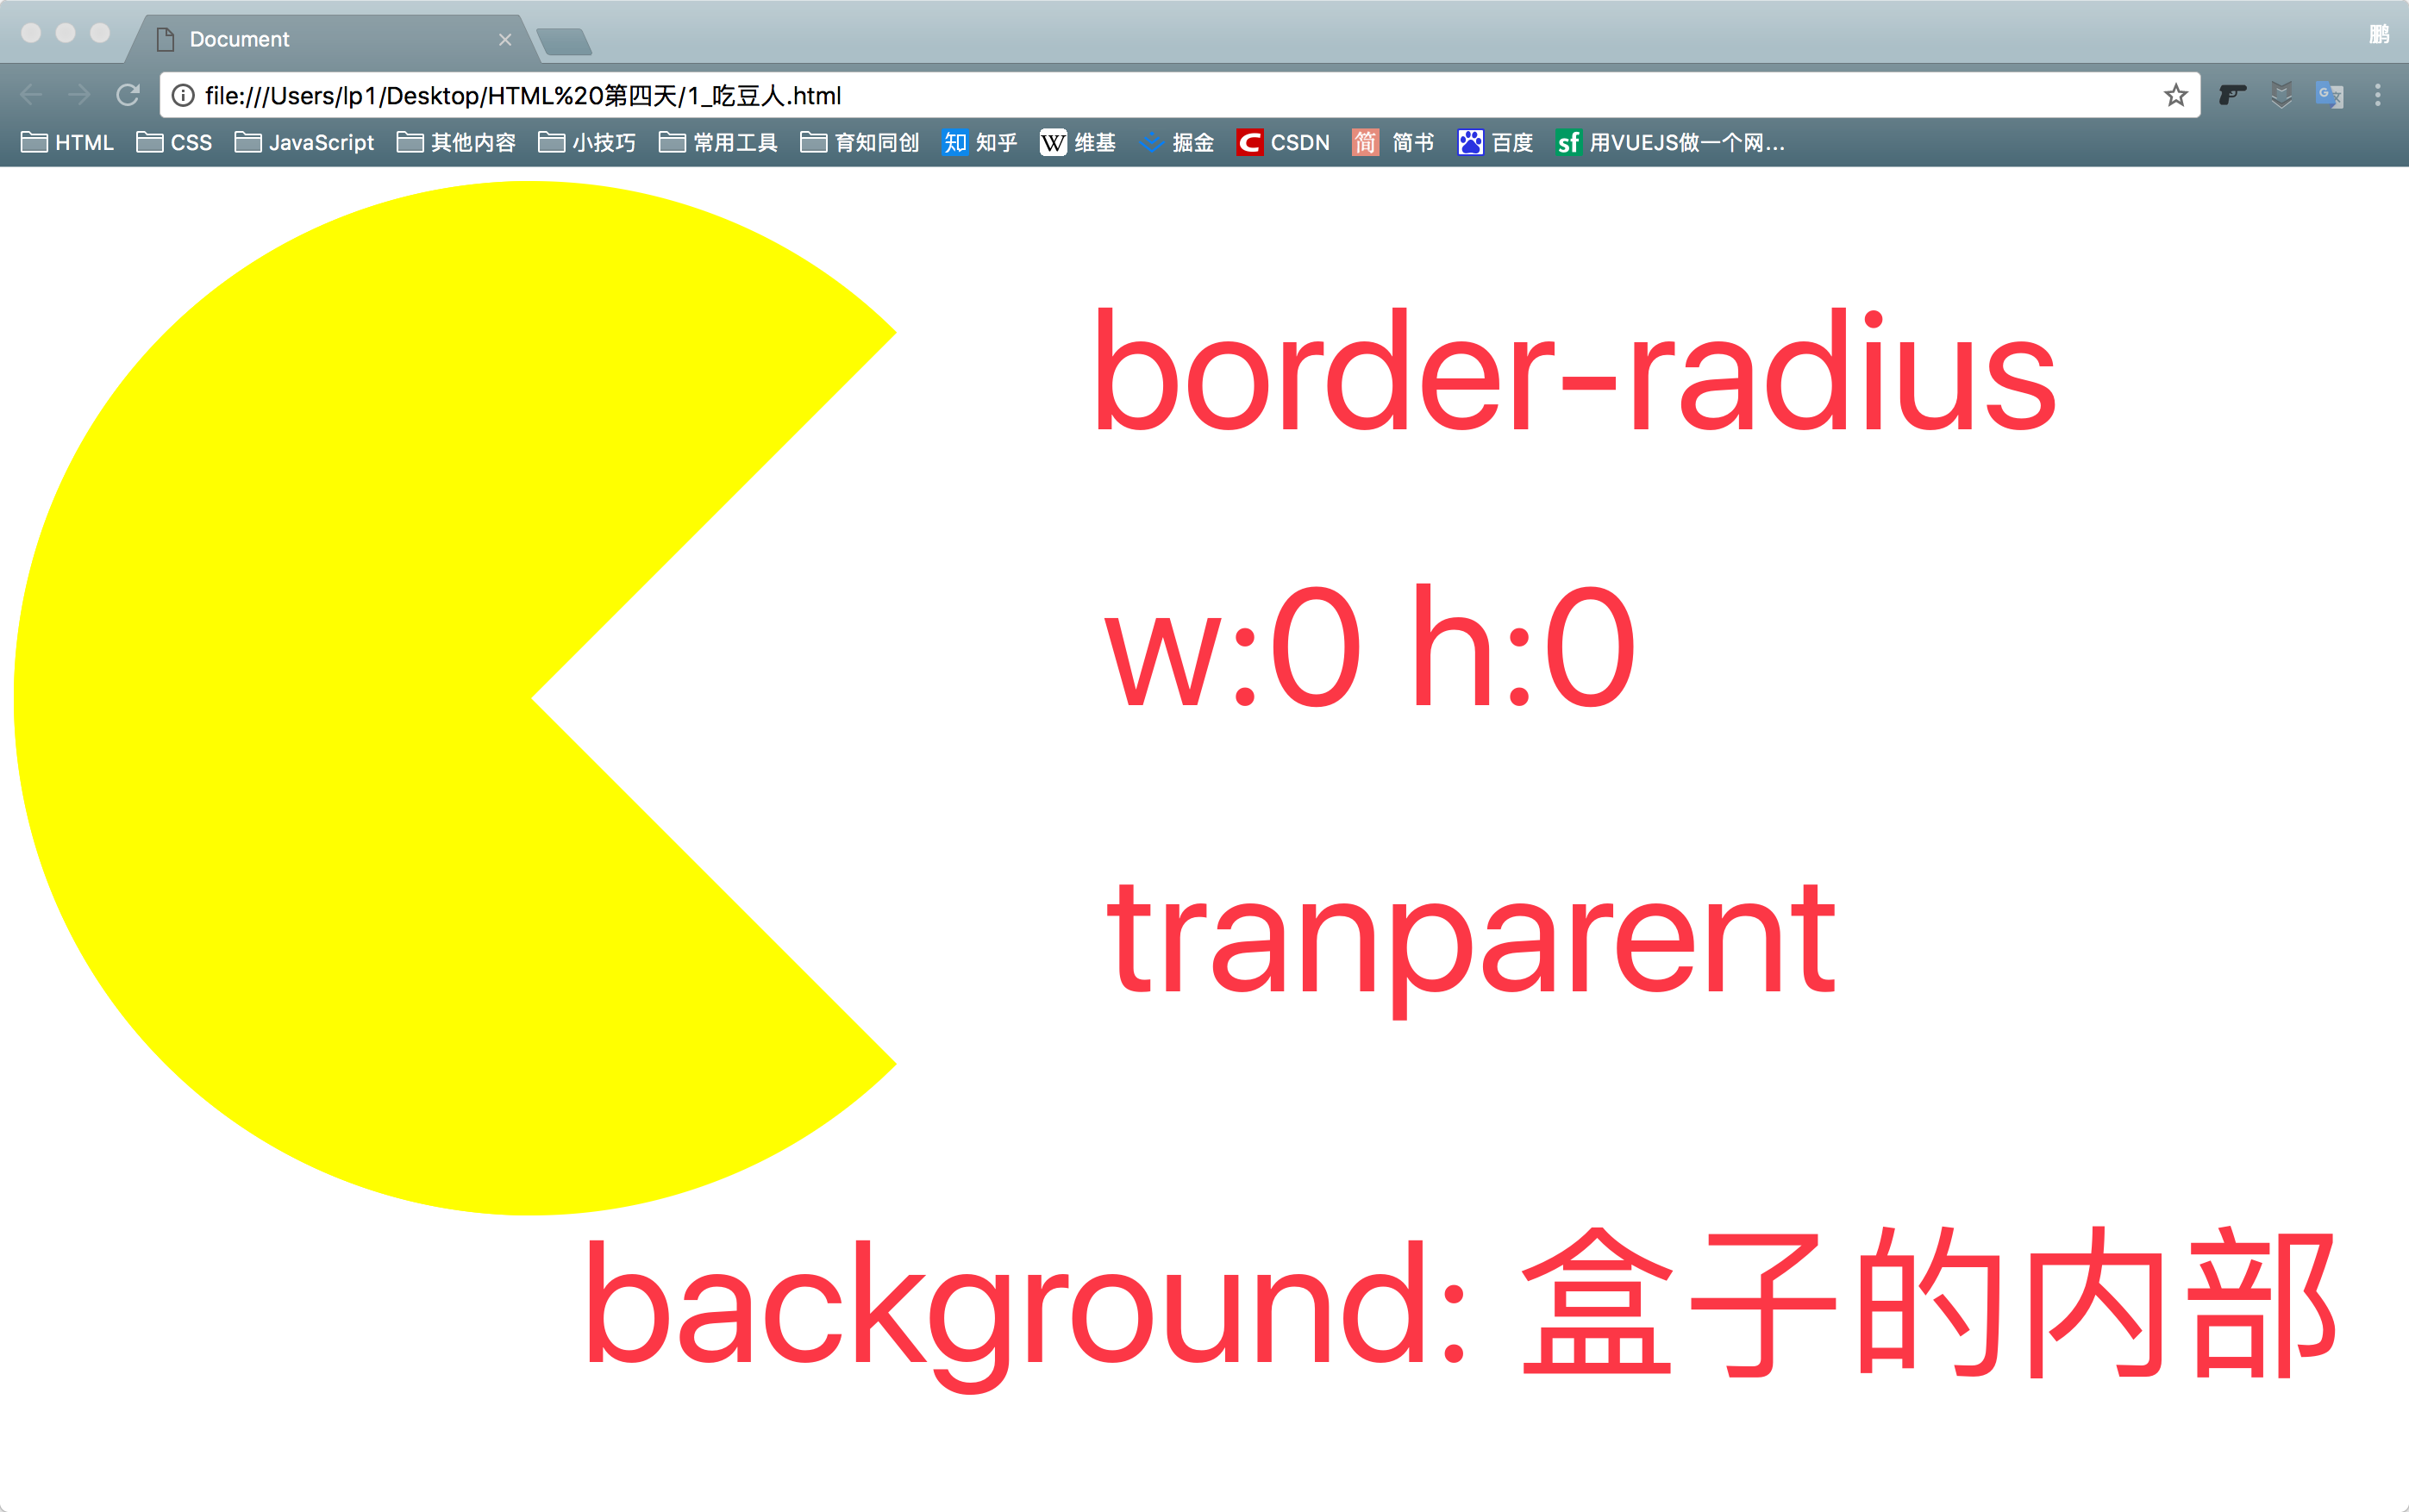 Document
鹏
file:///Users/lp1/Desktop/HTML%20第四天/1_吃豆人.html
HTML CSS JavaScript 其他内容 小技巧 常用工具 育知同创 知 知乎 W 维基 掘金 C CSDN 简 简书 百度 sf 用VUEJS做一个网...
border-radius
w:0 h:0
tranparent
background: 盒子的内部